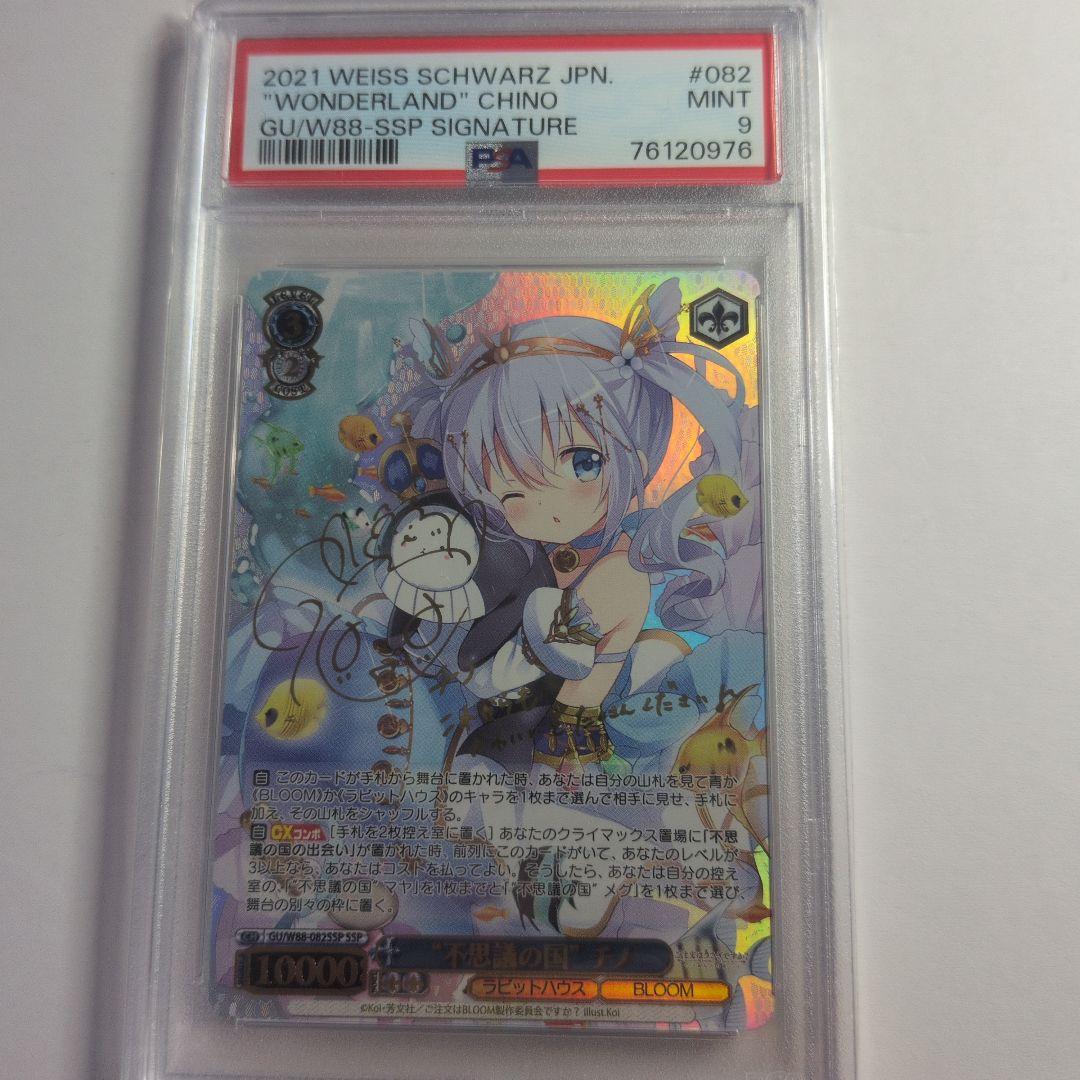 2021 WEISS SCHWARZ JPN. #082
"WONDERLAND" CHINO MINT
GU/W88-SSP SIGNATURE 9
PSA 76120976
LEVEL
3
2
COST
自 このカードが手札から舞台に置かれた時、あなたは自分の山札を見て青か
《BLOOM》か《ラビットハウス》のキャラを1枚まで選んで相手に見せ、手札に
加え、その山札をシャッフルする。
自 CXコンボ [手札を2枚控え室に置く] あなたのクライマックス置場に「不思
議の国の出会い」が置かれた時、前列にこのカードがいて、あなたのレベルが
3以上なら、あなたはコストを払ってよい。そうしたら、あなたは自分の控え
室の、「“不思議の国” マヤ」を1枚までと「“不思議の国” メグ」を1枚まで選び、
舞台の別々の枠に置く。
CH GU/W88-082SSP SSP
“不思議の国” チノ
10000
ラビットハウス BLOOM
©Koi・芳文社/ご注文はBLOOM製作委員会ですか? illust.Koi